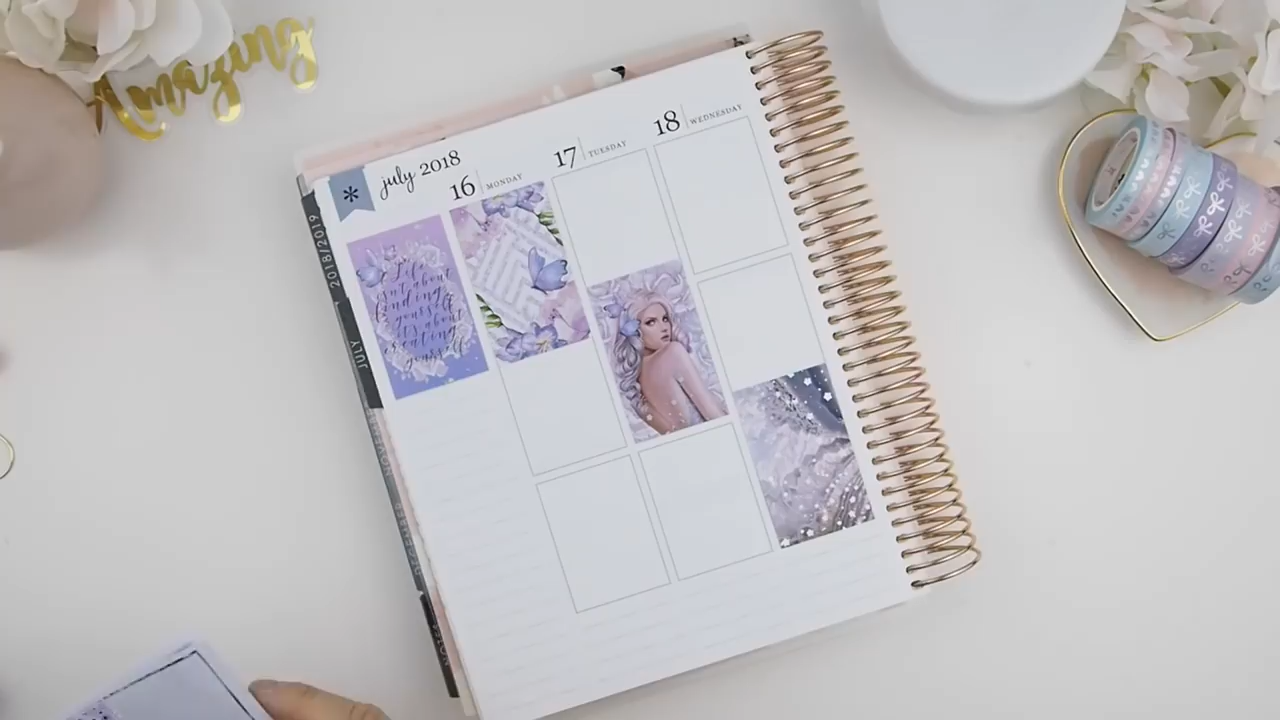 Amazing
18 WEDNESDAY
17 TUESDAY
* july 2018
16 MONDAY
2018/2019
JULY
Life
isn't about
finding
yourself
it's about
creating
yourself